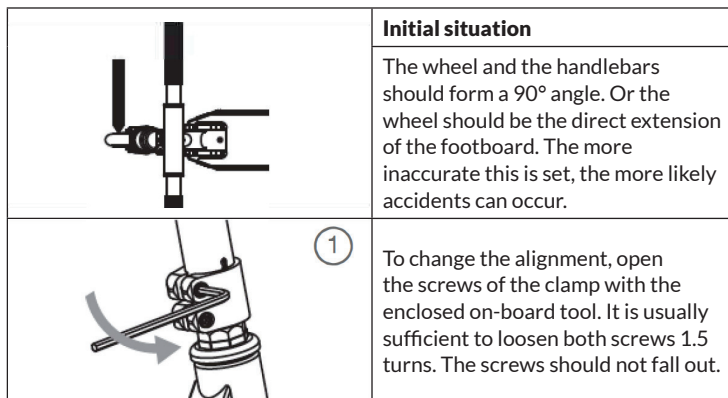 Initial situation
The wheel and the handlebars
should form a 90° angle. Or the
wheel should be the direct extension
of the footboard. The more
inaccurate this is set, the more likely
accidents can occur.
1
To change the alignment, open
the screws of the clamp with the
enclosed on-board tool. It is usually
sufficient to loosen both screws 1.5
turns. The screws should not fall out.